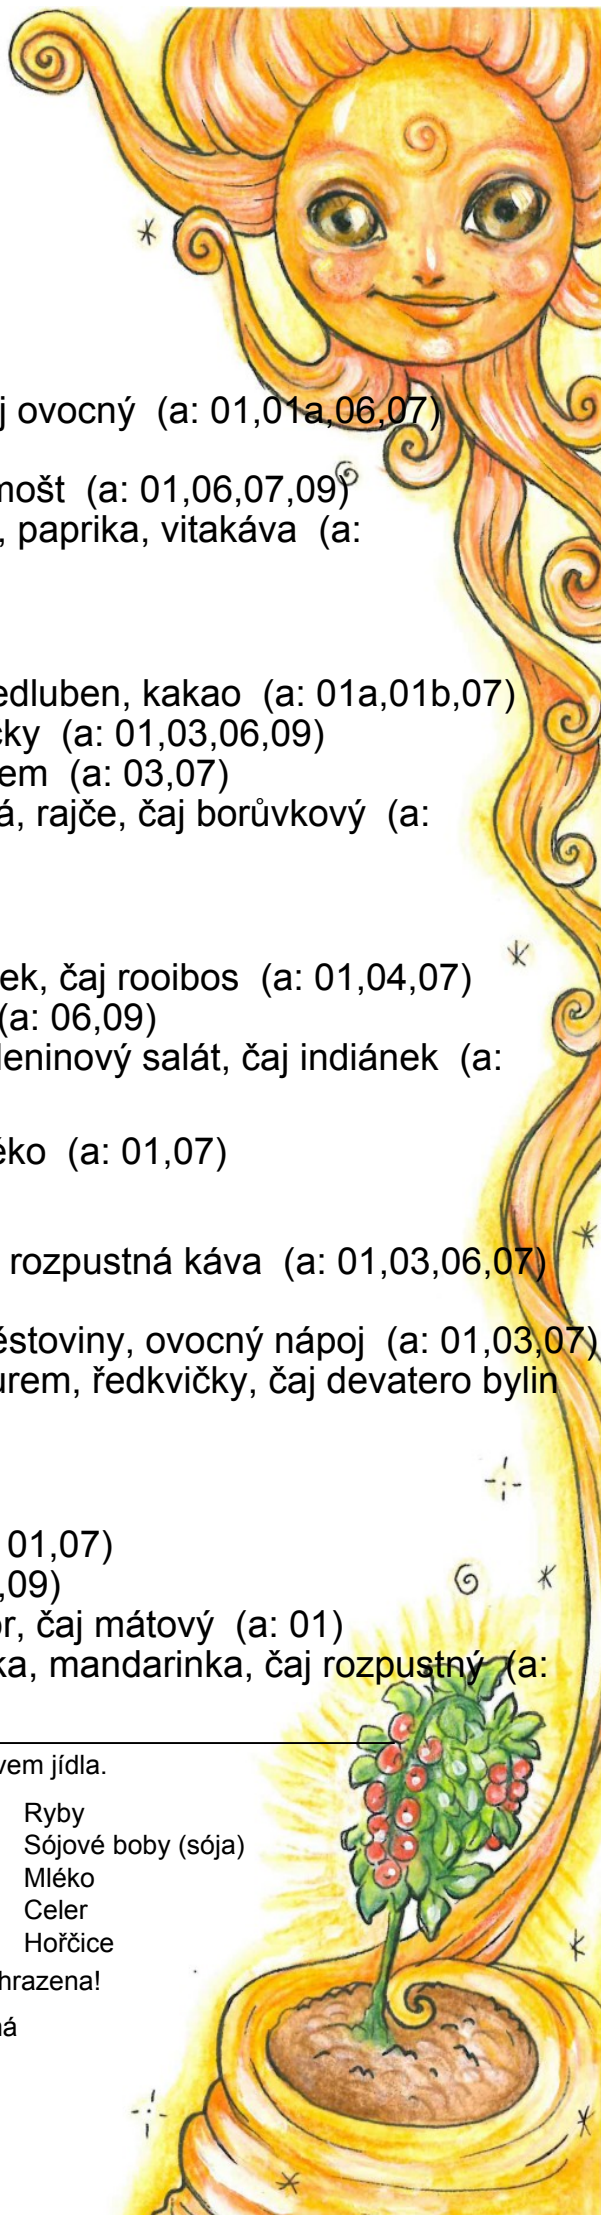 j ovocný (a: 01,01a,06,07)
mošt (a: 01,06,07,09)
, paprika, vitakáva (a:
edluben, kakao (a: 01a,01b,07)
čky (a: 01,03,06,09)
em (a: 03,07)
á, rajče, čaj borůvkový (a:
ek, čaj rooibos (a: 01,04,07)
(a: 06,09)
leninový salát, čaj indiánek (a:
éko (a: 01,07)
rozpustná káva (a: 01,03,06,07)
ěstoviny, ovocný nápoj (a: 01,03,07)
urem, ředkvičky, čaj devatero bylin
01,07)
,09)
or, čaj mátový (a: 01)
ka, mandarinka, čaj rozpustný (a:
vem jídla.
Ryby
Sójové boby (sója)
Mléko
Celer
Hořčice
hrazena!
ná